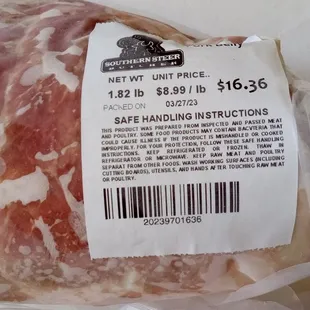 SOUTHERN STEER
BUTCHER
Pork Belly
NET WT UNIT PRICE..
1.82 lb $8.99 / lb $16.36
PACKED ON 03/27/23
SAFE HANDLING INSTRUCTIONS
THIS PRODUCT WAS PREPARED FROM INSPECTED AND PASSED MEAT
AND POULTRY. SOME FOOD PRODUCTS MAY CONTAIN BACVTERIA THAT
COULD CAUSE ILLNESS IF THE PRODUCT IS MISHANDLED OR COOKED
IMPROPERLY. FOR YOUR PROTECTION, FOLLOW THESE SAFE HANDLING
INSTRUCTIONS. KEEP REFRIGERATED OR FROZEN. THAW IN
REFRIGERATOR OR MICROWAVE. KEEP RAW MEAT AND POULTRY
SEPARATE FROM OTHER FOODS. WASH WORKING SURFACES (INCLUDING
CUTTING BOARDS), UTENSILS, AND HANDS AFTER TOUCHING RAW MEAT
OR POULTRY.
20239701636